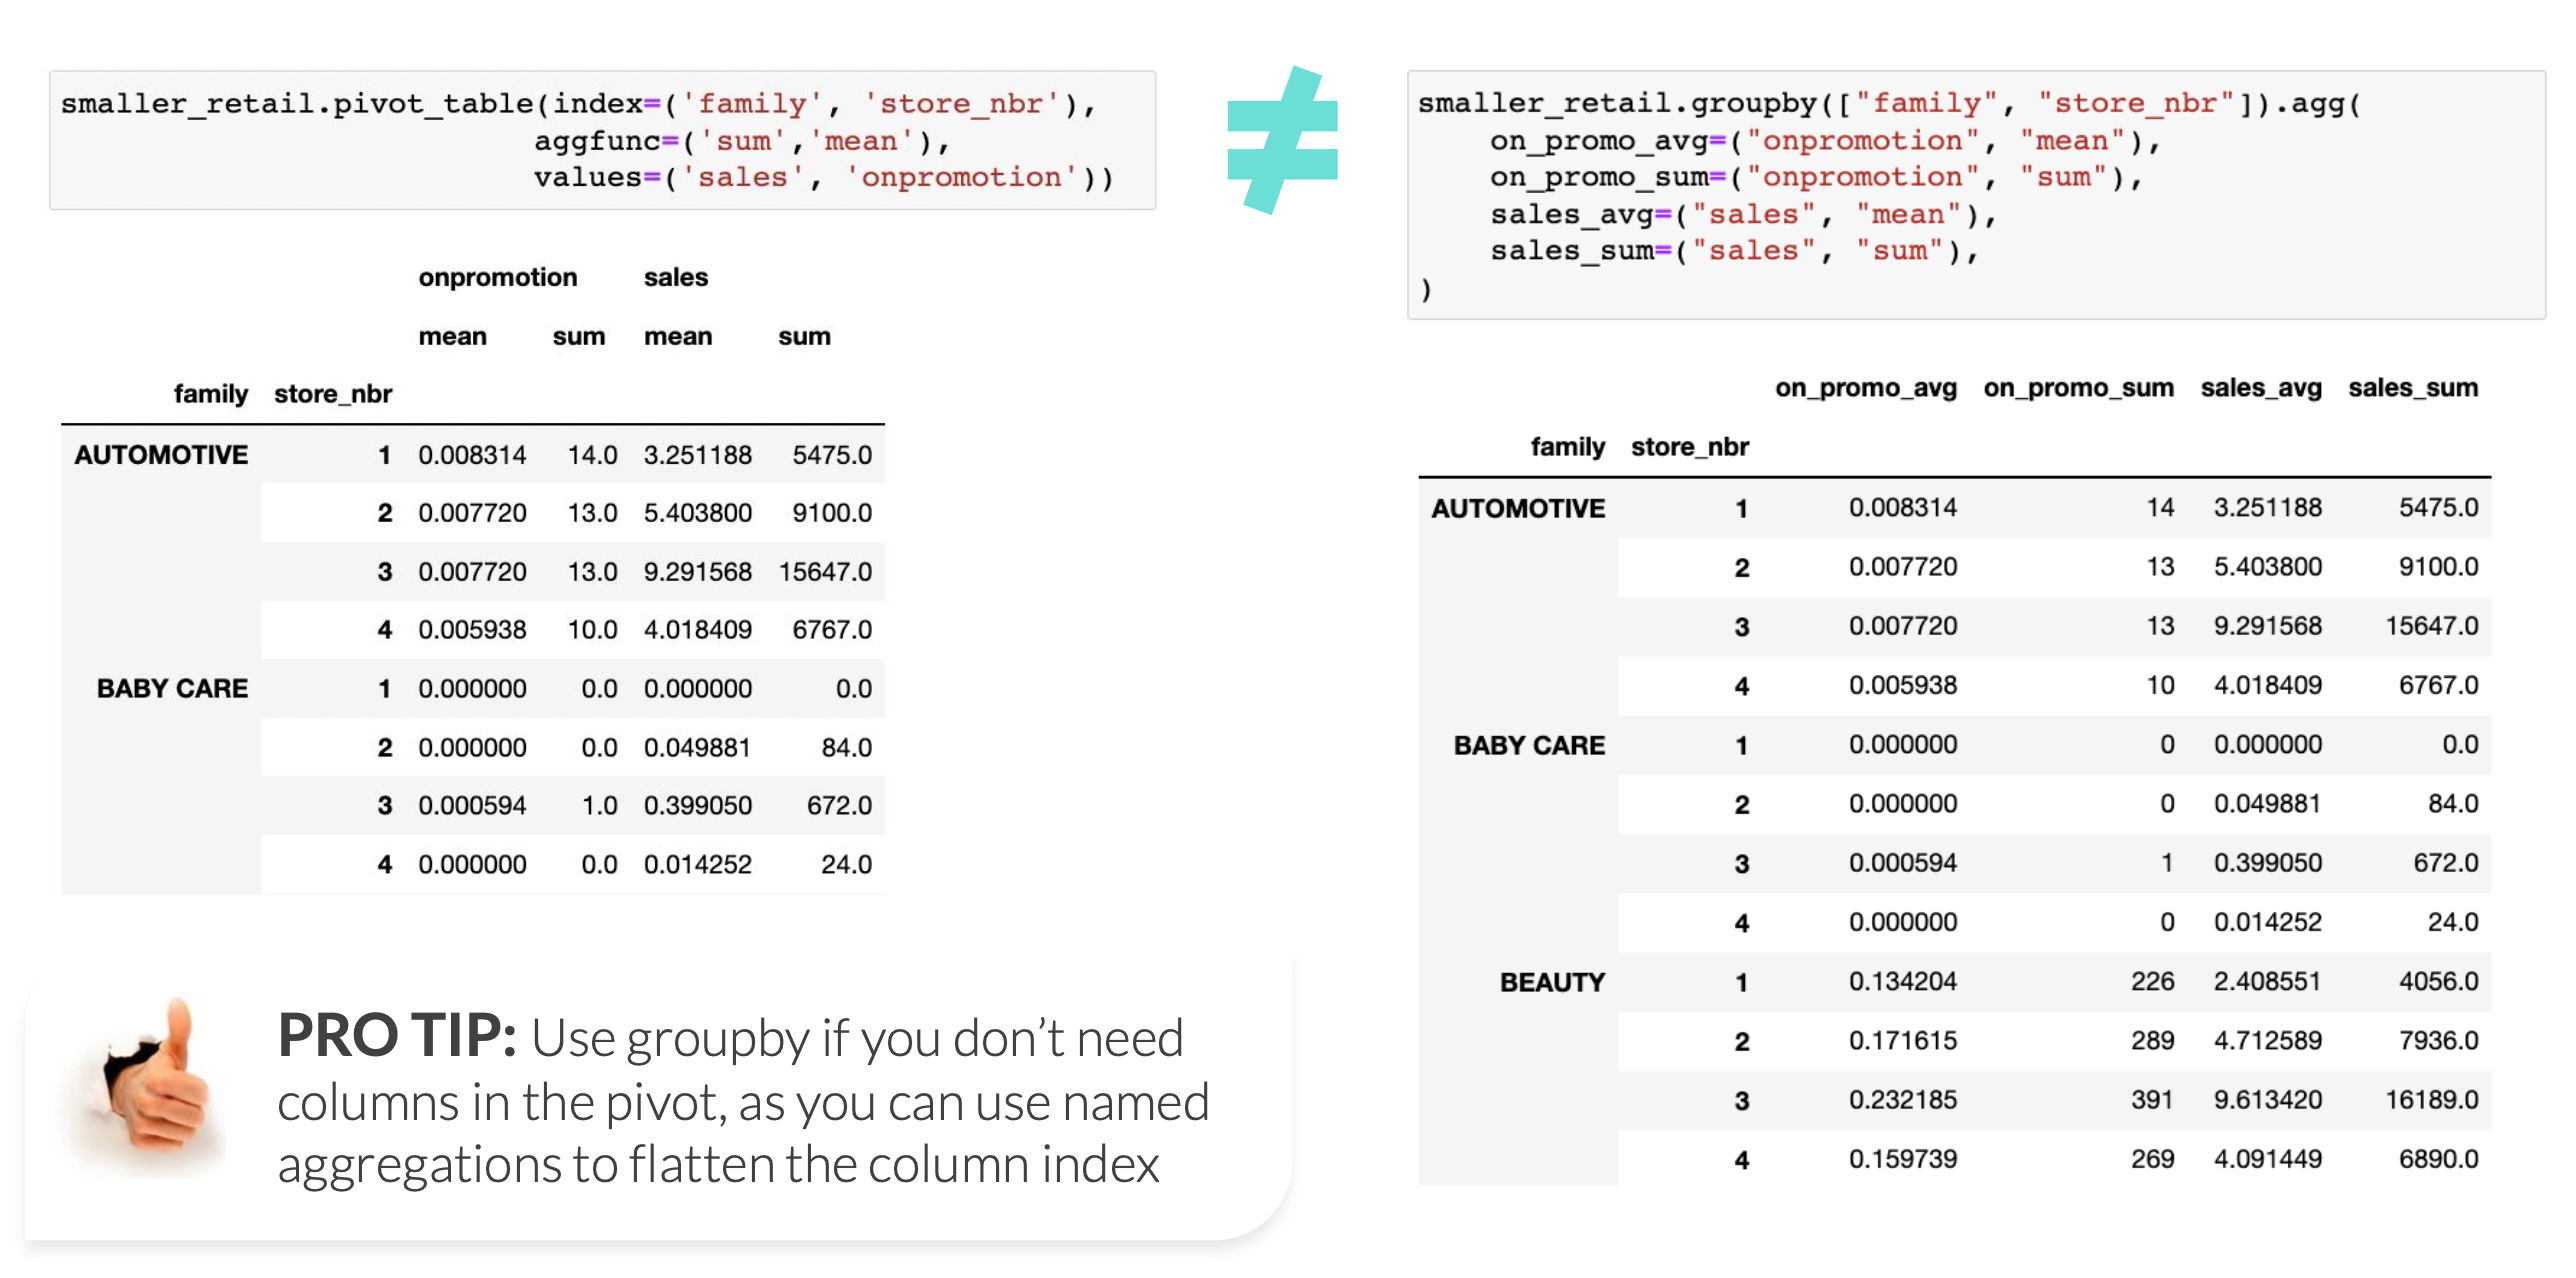 smaller_retail.pivot_table(index=('family', 'store_nbr'),
aggfunc=('sum','mean'),
values=('sales', 'onpromotion'))
onpromotion sales
mean sum mean sum
family store_nbr
AUTOMOTIVE 1 0.008314 14.0 3.251188 5475.0
2 0.007720 13.0 5.403800 9100.0
3 0.007720 13.0 9.291568 15647.0
4 0.005938 10.0 4.018409 6767.0
BABY CARE 1 0.000000 0.0 0.000000 0.0
2 0.000000 0.0 0.049881 84.0
3 0.000594 1.0 0.399050 672.0
4 0.000000 0.0 0.014252 24.0
PRO TIP: Use groupby if you don’t need
columns in the pivot, as you can use named
aggregations to flatten the column index
≠
smaller_retail.groupby(["family", "store_nbr"]).agg(
on_promo_avg=("onpromotion", "mean"),
on_promo_sum=("onpromotion", "sum"),
sales_avg=("sales", "mean"),
sales_sum=("sales", "sum"),
)
on_promo_avg on_promo_sum sales_avg sales_sum
family store_nbr
AUTOMOTIVE 1 0.008314 14 3.251188 5475.0
2 0.007720 13 5.403800 9100.0
3 0.007720 13 9.291568 15647.0
4 0.005938 10 4.018409 6767.0
BABY CARE 1 0.000000 0 0.000000 0.0
2 0.000000 0 0.049881 84.0
3 0.000594 1 0.399050 672.0
4 0.000000 0 0.014252 24.0
BEAUTY 1 0.134204 226 2.408551 4056.0
2 0.171615 289 4.712589 7936.0
3 0.232185 391 9.613420 16189.0
4 0.159739 269 4.091449 6890.0